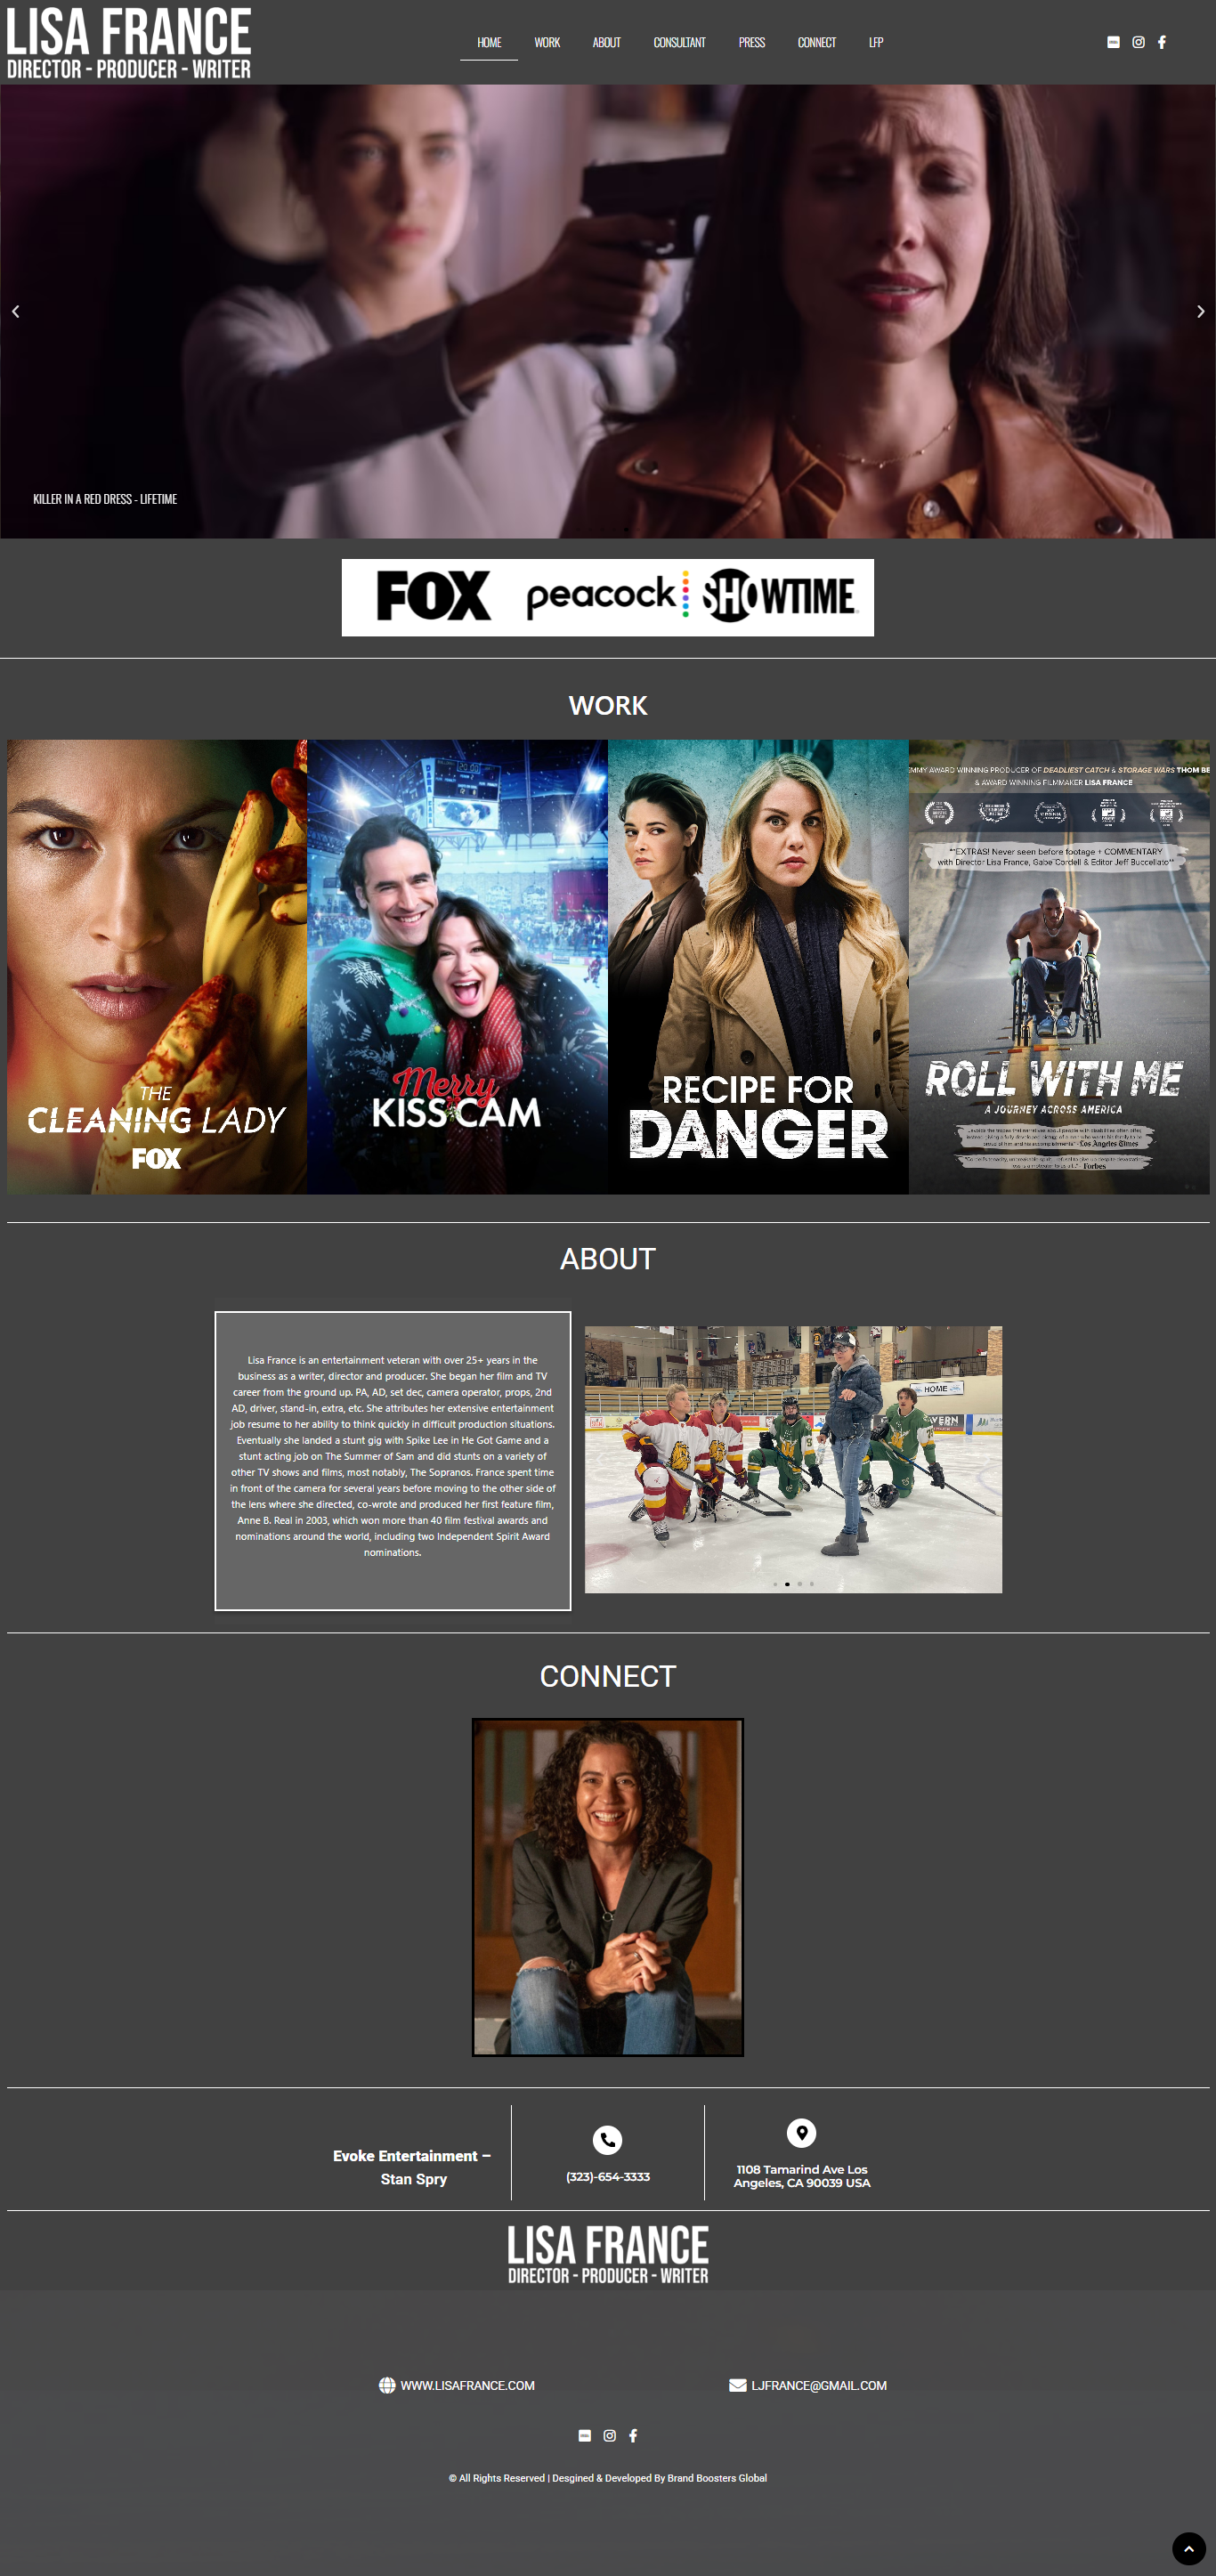 LISA FRANCE
DIRECTOR - PRODUCER - WRITER
HOME WORK ABOUT CONSULTANT PRESS CONNECT LFP
KILLER IN A RED DRESS - LIFETIME
FOX peacock SHOWTIME
WORK
THE
CLEANING LADY
FOX
Merry
KISS CAM
RECIPE FOR
DANGER
MMY AWARD WINNING PRODUCER OF DEADLIEST CATCH & STORAGE WARS THOM BE
& AWARD WINNING FILMMAKER LISA FRANCE
**EXTRAS! Never seen before footage + COMMENTARY
with Director Lisa France, Gabe Cordell & Editor Jeff Buccellato**
ROLL WITH ME
A JOURNEY ACROSS AMERICA
Los Angeles Times
Forbes
ABOUT
Lisa France is an entertainment veteran with over 25+ years in the
business as a writer, director and producer. She began her film and TV
career from the ground up. PA, AD, set dec, camera operator, props, 2nd
AD, driver, stand-in, extra, etc. She attributes her extensive entertainment
job resume to her ability to think quickly in difficult production situations.
Eventually she landed a stunt gig with Spike Lee in He Got Game and a
stunt acting job on The Summer of Sam and did stunts on a variety of
other TV shows and films, most notably, The Sopranos. France spent time
in front of the camera for several years before moving to the other side of
the lens where she directed, co-wrote and produced her first feature film,
Anne B. Real in 2003, which won more than 40 film festival awards and
nominations around the world, including two Independent Spirit Award
nominations.
HOME
CONNECT
Evoke Entertainment –
Stan Spry
(323)-654-3333
1108 Tamarind Ave Los
Angeles, CA 90039 USA
LISA FRANCE
DIRECTOR - PRODUCER - WRITER
WWW.LISAFRANCE.COM
LJFRANCE@GMAIL.COM
© All Rights Reserved | Desgined & Developed By Brand Boosters Global